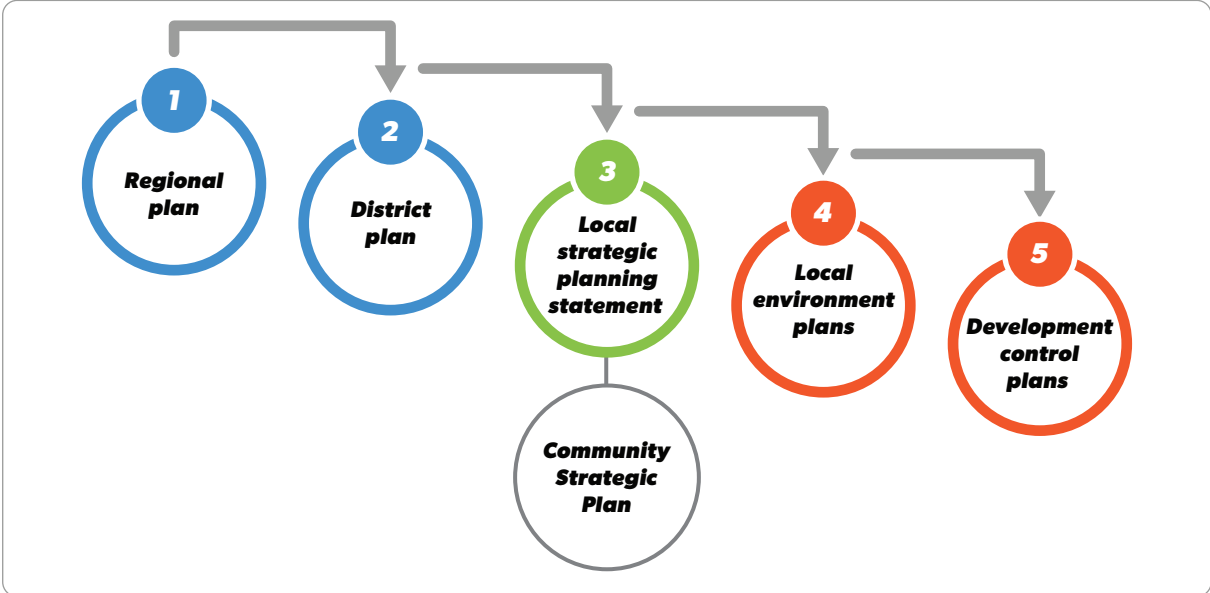 1
Regional
plan
2
District
plan
3
Local
strategic
planning
statement
4
Local
environment
plans
5
Development
control
plans
Community
Strategic
Plan